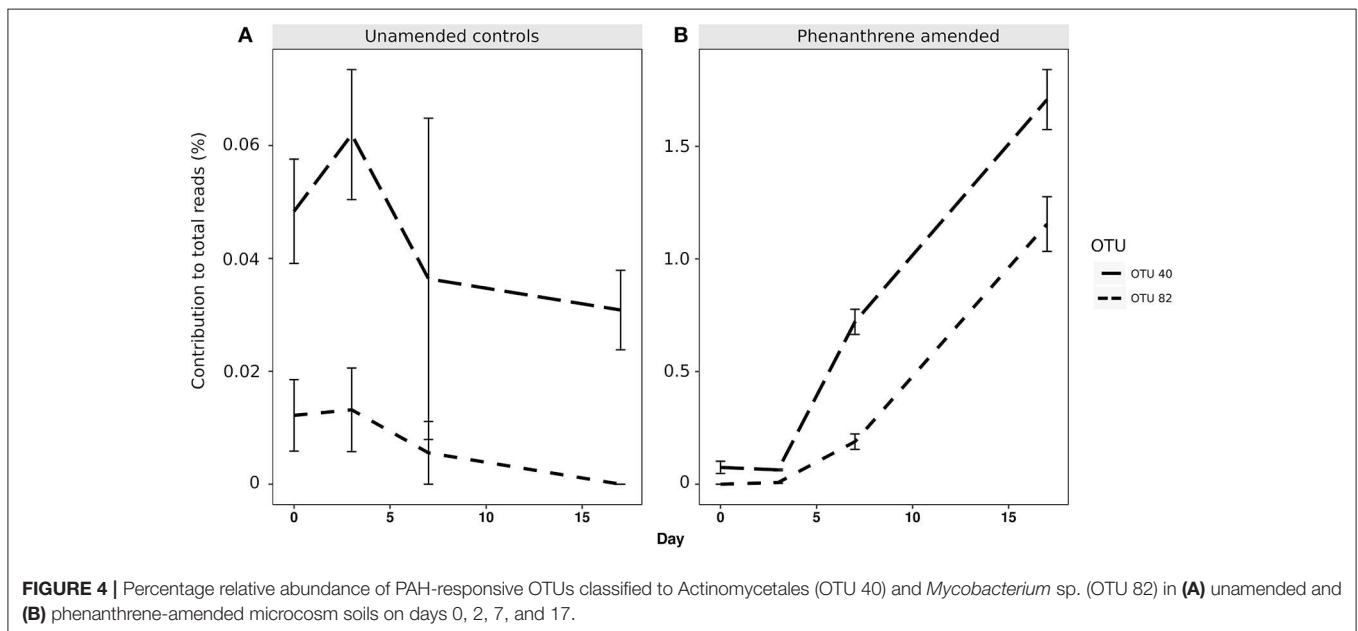 A
Unamended controls
B
Phenanthrene amended
Contribution to total reads (%)
0.06
0.04
0.02
0
1.5
1.0
0.5
0
0
5
10
15
0
5
10
15
Day
OTU
OTU 40
OTU 82
FIGURE 4 | Percentage relative abundance of PAH-responsive OTUs classified to Actinomycetales (OTU 40) and Mycobacterium sp. (OTU 82) in (A) unamended and
(B) phenanthrene-amended microcosm soils on days 0, 2, 7, and 17.